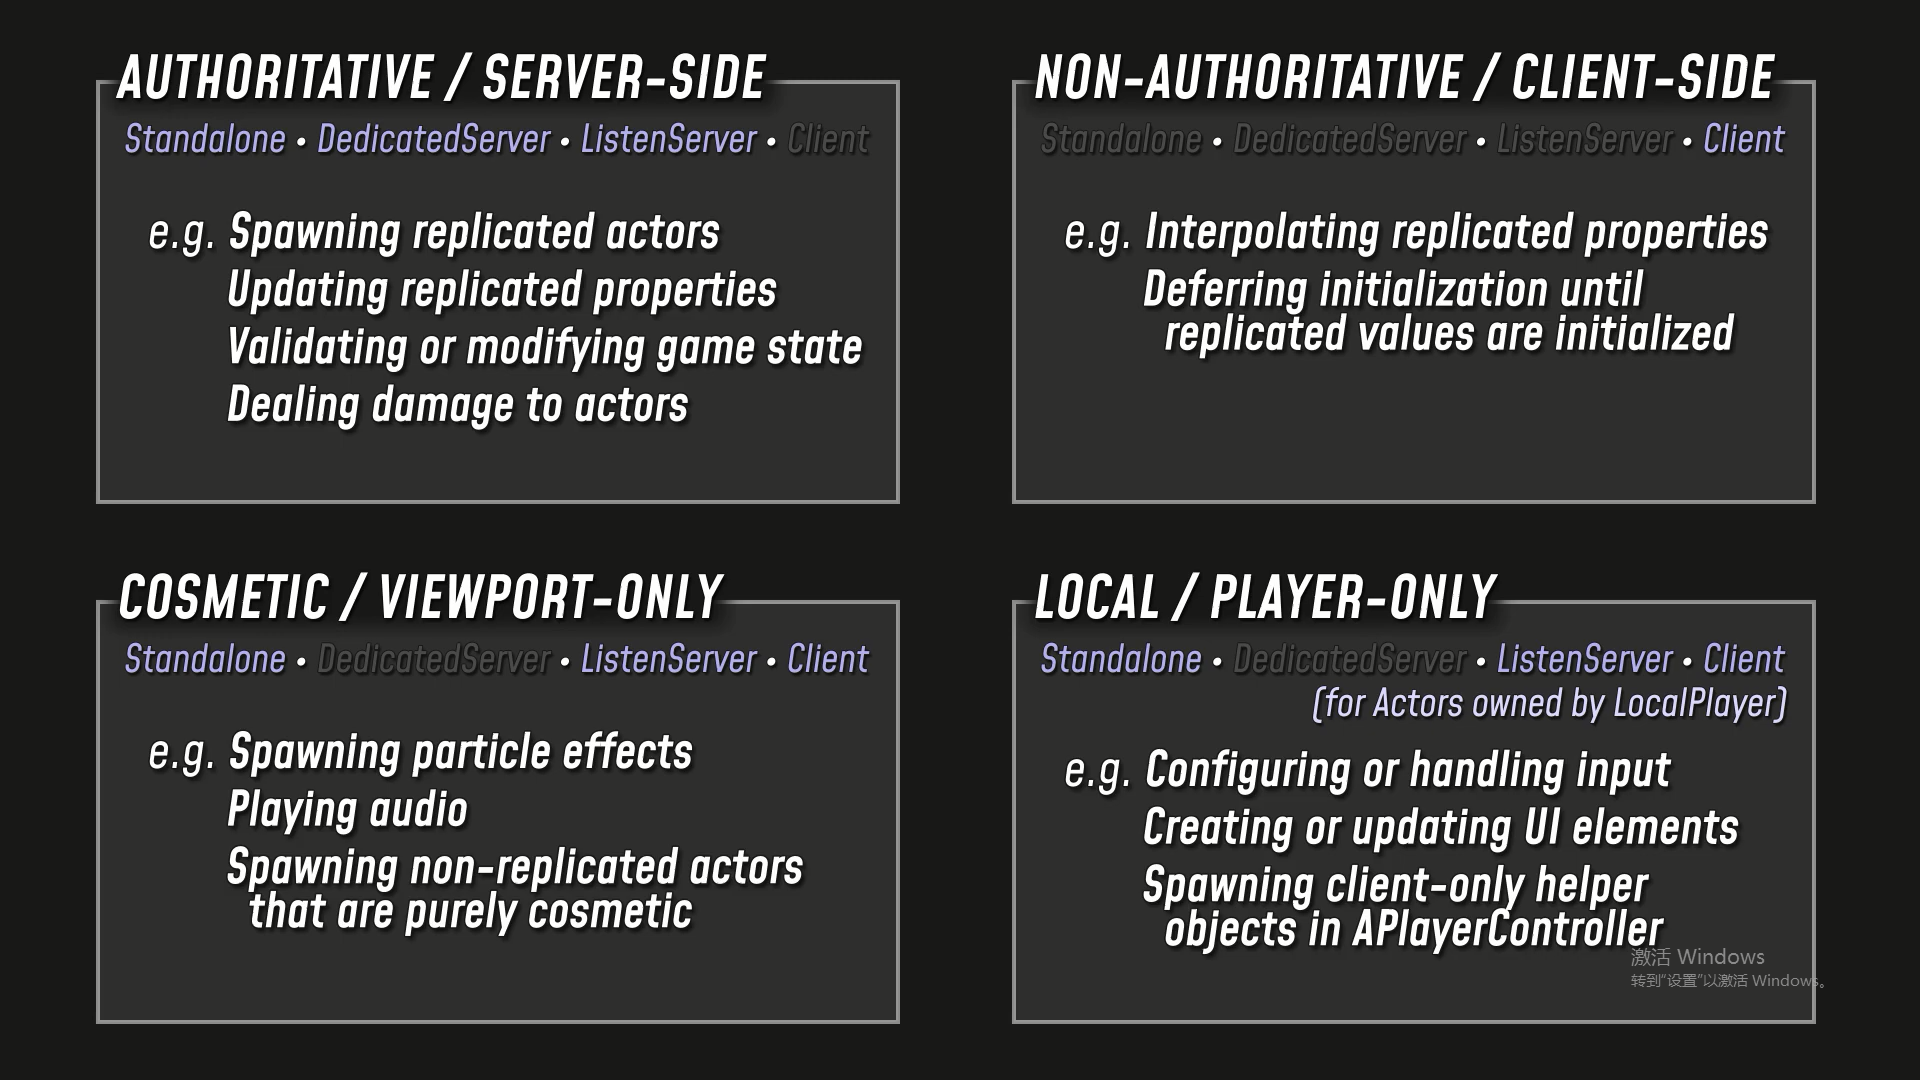 AUTHORITATIVE / SERVER-SIDE
Standalone • DedicatedServer • ListenServer • Client
e.g. Spawning replicated actors
Updating replicated properties
Validating or modifying game state
Dealing damage to actors
NON-AUTHORITATIVE / CLIENT-SIDE
Standalone • DedicatedServer • ListenServer • Client
e.g. Interpolating replicated properties
Deferring initialization until
replicated values are initialized
COSMETIC / VIEWPORT-ONLY
Standalone • DedicatedServer • ListenServer • Client
e.g. Spawning particle effects
Playing audio
Spawning non-replicated actors
that are purely cosmetic
LOCAL / PLAYER-ONLY
Standalone • DedicatedServer • ListenServer • Client
(for Actors owned by LocalPlayer)
e.g. Configuring or handling input
Creating or updating UI elements
Spawning client-only helper
objects in APlayerController
激活 Windows
转到“设置”以激活 Windows。